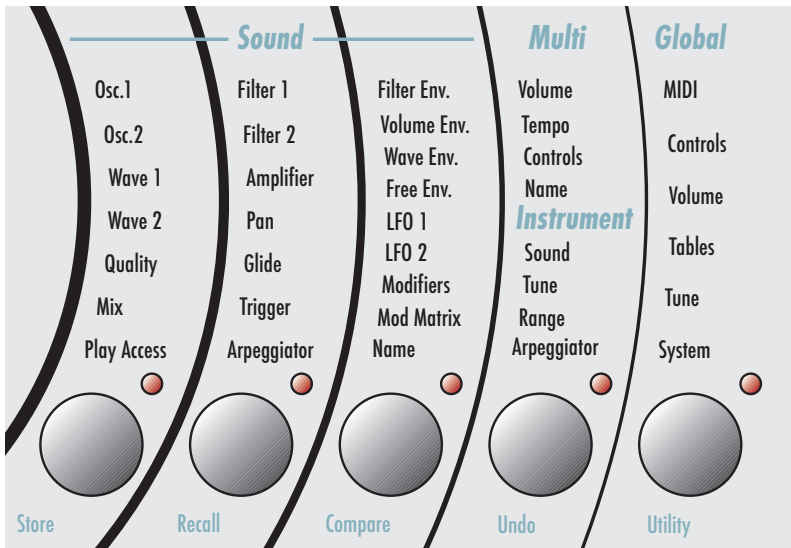 Sound
Multi
Global
Osc.1
Osc.2
Wave 1
Wave 2
Quality
Mix
Play Access
Filter 1
Filter 2
Amplifier
Pan
Glide
Trigger
Arpeggiator
Filter Env.
Volume Env.
Wave Env.
Free Env.
LFO 1
LFO 2
Modifiers
Mod Matrix
Name
Volume
Tempo
Controls
Name
Instrument
Sound
Tune
Range
Arpeggiator
MIDI
Controls
Volume
Tables
Tune
System
Store
Recall
Compare
Undo
Utility